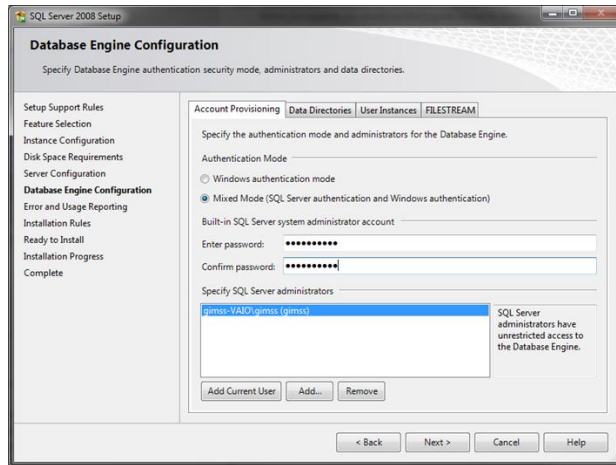 SQL Server 2008 Setup
Database Engine Configuration
Specify Database Engine authentication security mode, administrators and data directories.
Setup Support Rules
Feature Selection
Instance Configuration
Disk Space Requirements
Server Configuration
Database Engine Configuration
Error and Usage Reporting
Installation Rules
Ready to Install
Installation Progress
Complete
Account Provisioning Data Directories User Instances FILESTREAM
Specify the authentication mode and administrators for the Database Engine.
Authentication Mode
Windows authentication mode
Mixed Mode (SQL Server authentication and Windows authentication)
Built-in SQL Server system administrator account
Enter password: ●●●●●●●●●●
Confirm password: ●●●●●●●●●●
Specify SQL Server administrators
gimss-VAIO\gimss (gimss)
SQL Server
administrators have
unrestricted access to
the Database Engine.
Add Current User Add... Remove
< Back Next > Cancel Help